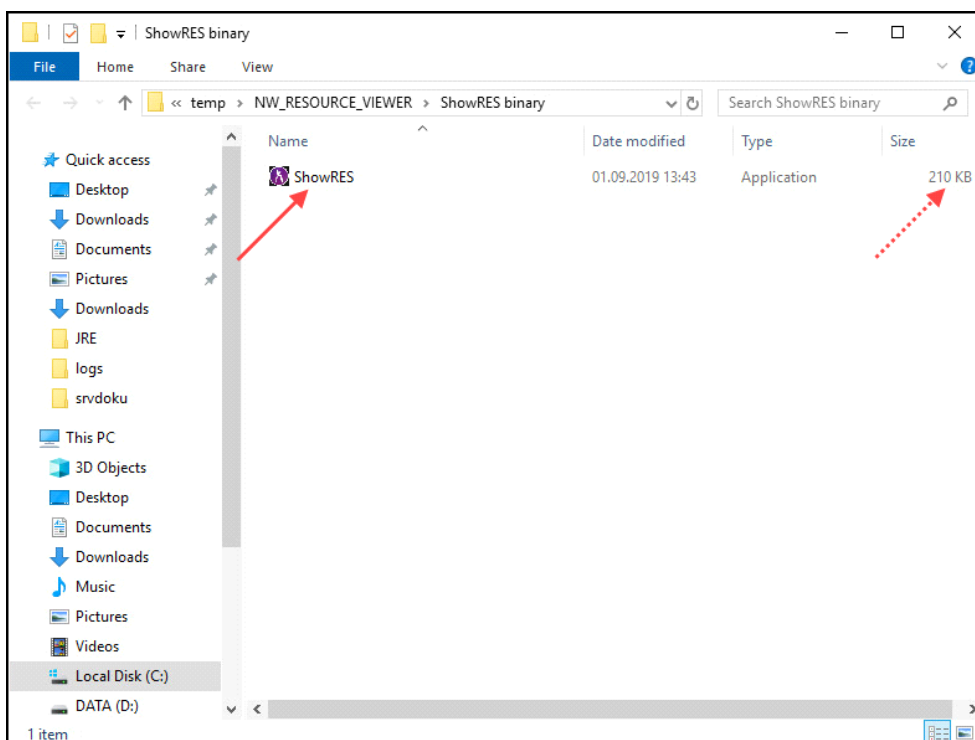 ShowRES binary
File Home Share View
« temp › NW_RESOURCE_VIEWER › ShowRES binary Search ShowRES binary
Name Date modified Type Size
ShowRES 01.09.2019 13:43 Application 210 KB
Quick access
Desktop
Downloads
Documents
Pictures
Downloads
JRE
logs
srvdoku
This PC
3D Objects
Desktop
Documents
Downloads
Music
Pictures
Videos
Local Disk (C:)
DATA (D:)
1 item